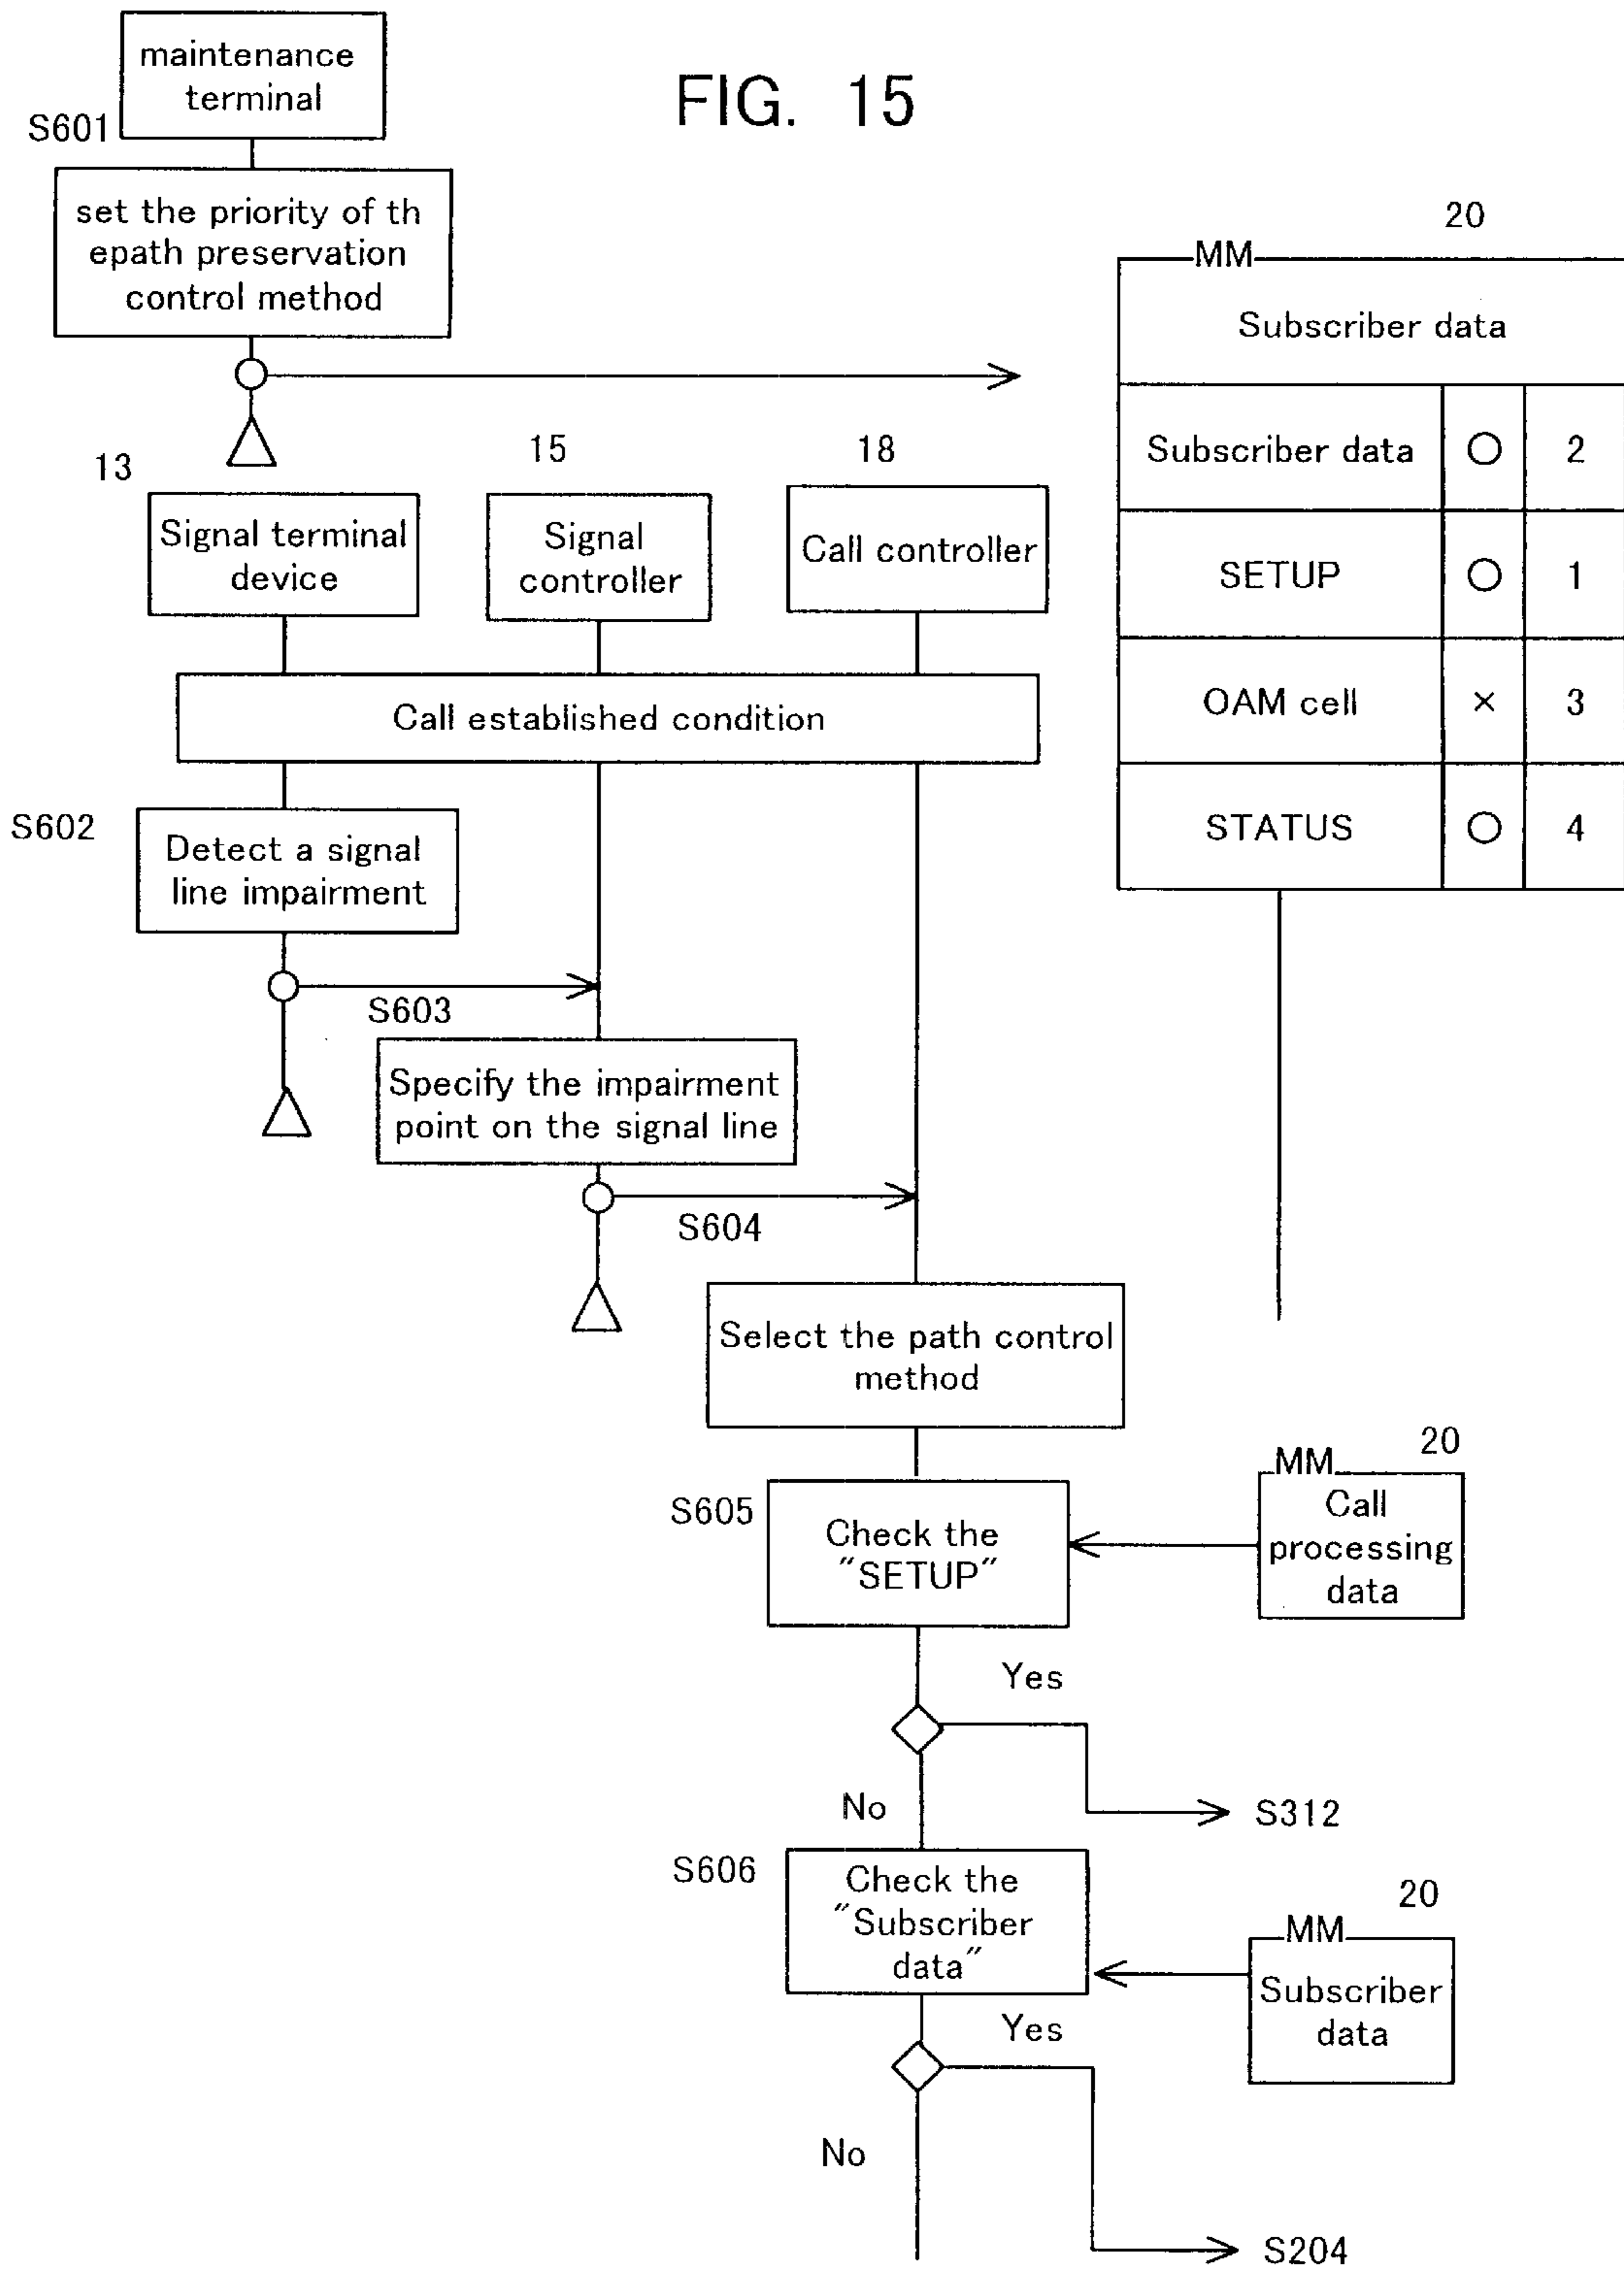 FIG. 15
maintenance
terminal
S601
set the priority of th
epath preservation
control method
20
MM
Subscriber data
Subscriber data ○ 2
SETUP ○ 1
OAM cell × 3
STATUS ○ 4
13
Signal terminal
device
15
Signal
controller
18
Call controller
Call established condition
S602
Detect a signal
line impairment
S603
Specify the impairment
point on the signal line
S604
Select the path control
method
S605
Check the
"SETUP"
20
MM
Call
processing
data
Yes
No
S312
S606
Check the
"Subscriber
data"
20
MM
Subscriber
data
Yes
No
S204